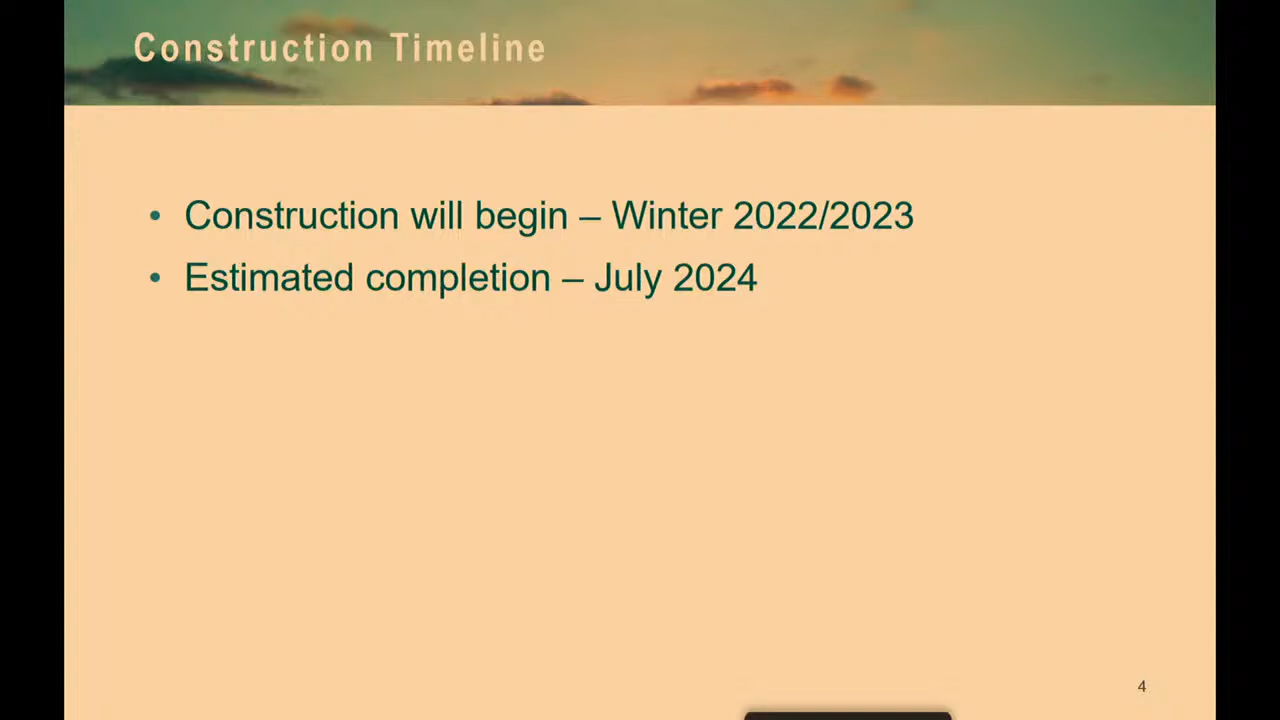 Construction Timeline
• Construction will begin – Winter 2022/2023
• Estimated completion – July 2024
4